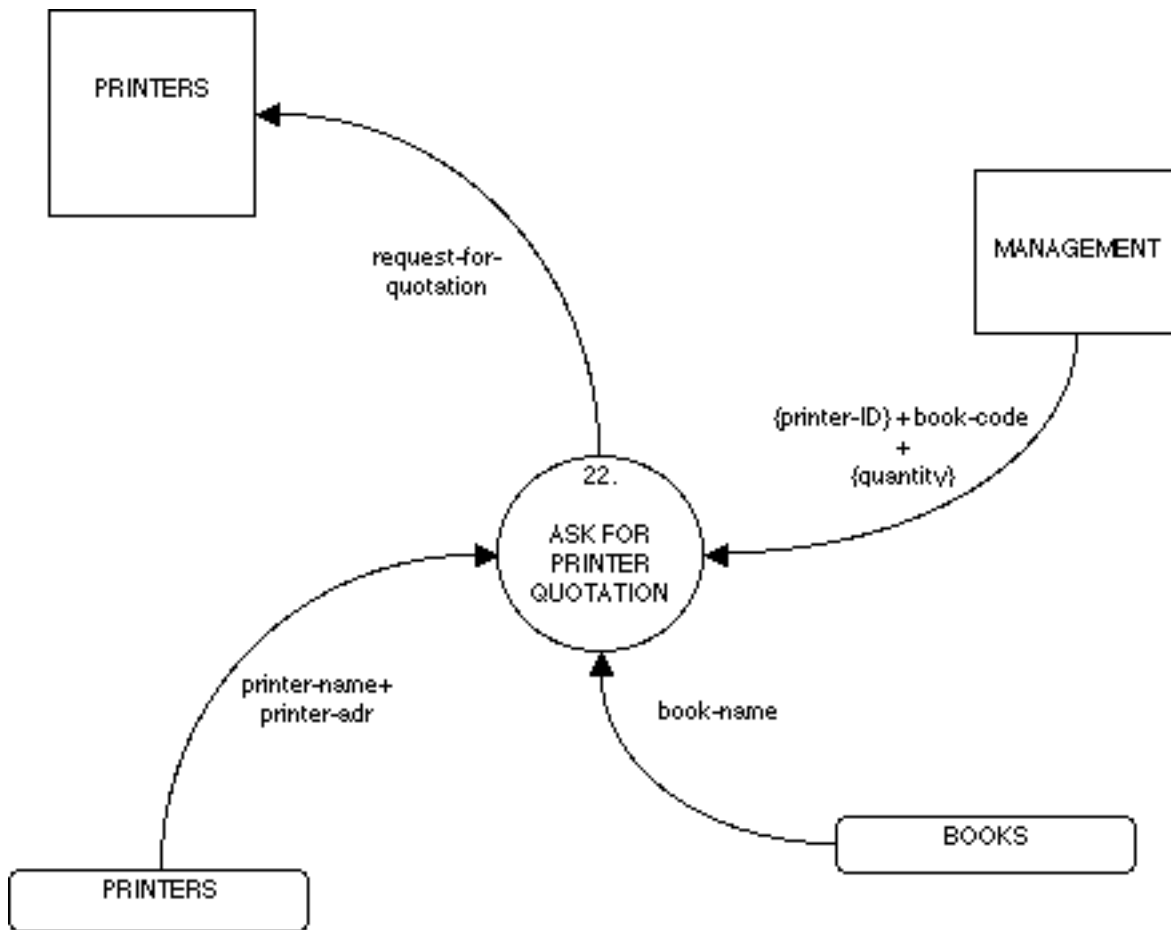 PRINTERS
MANAGEMENT
request-for-
quotation
{printer-ID} + book-code
+
{quantity}
22.
ASK FOR
PRINTER
QUOTATION
printer-name+
printer-adr
book-name
BOOKS
PRINTERS